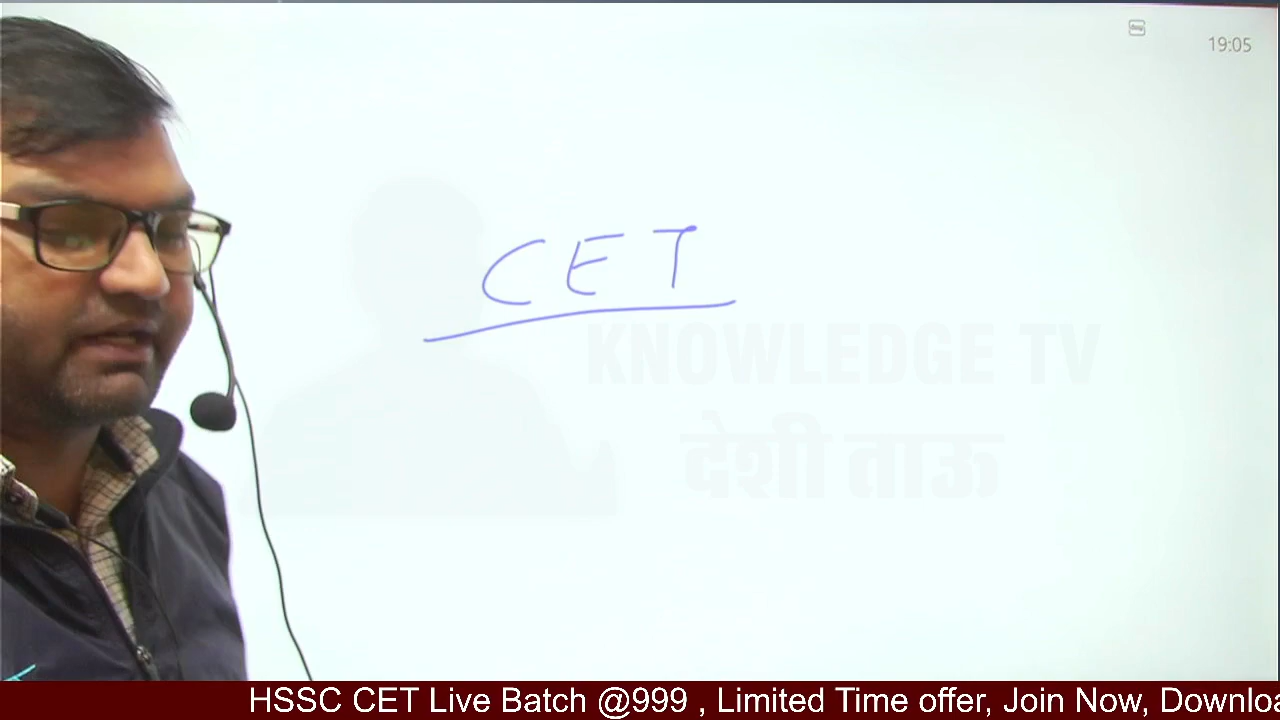 19:05
CET
KNOWLEDGE TV
देशी ताऊ
HSSC CET Live Batch @999 , Limited Time offer, Join Now, Downloa